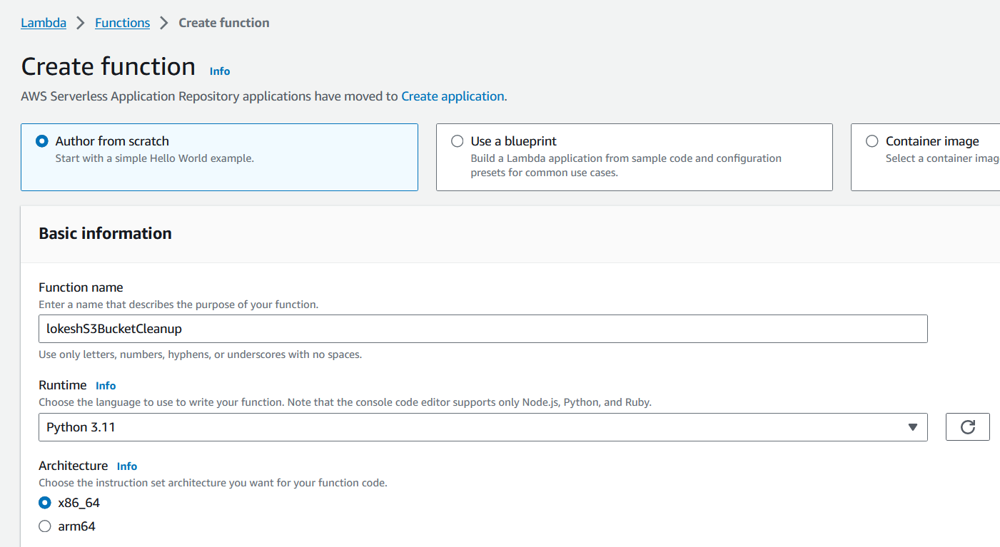 Lambda > Functions > Create function
Create function Info
AWS Serverless Application Repository applications have moved to Create application.
Author from scratch
Start with a simple Hello World example.
Use a blueprint
Build a Lambda application from sample code and configuration
presets for common use cases.
Container image
Select a container
Basic information
Function name
Enter a name that describes the purpose of your function.
lokeshS3BucketCleanup
Use only letters, numbers, hyphens, or underscores with no spaces.
Runtime Info
Choose the language to use to write your function. Note that the console code editor supports only Node.js, Python, and Ruby.
Python 3.11
Architecture Info
Choose the instruction set architecture you want for your function code.
x86_64
arm64